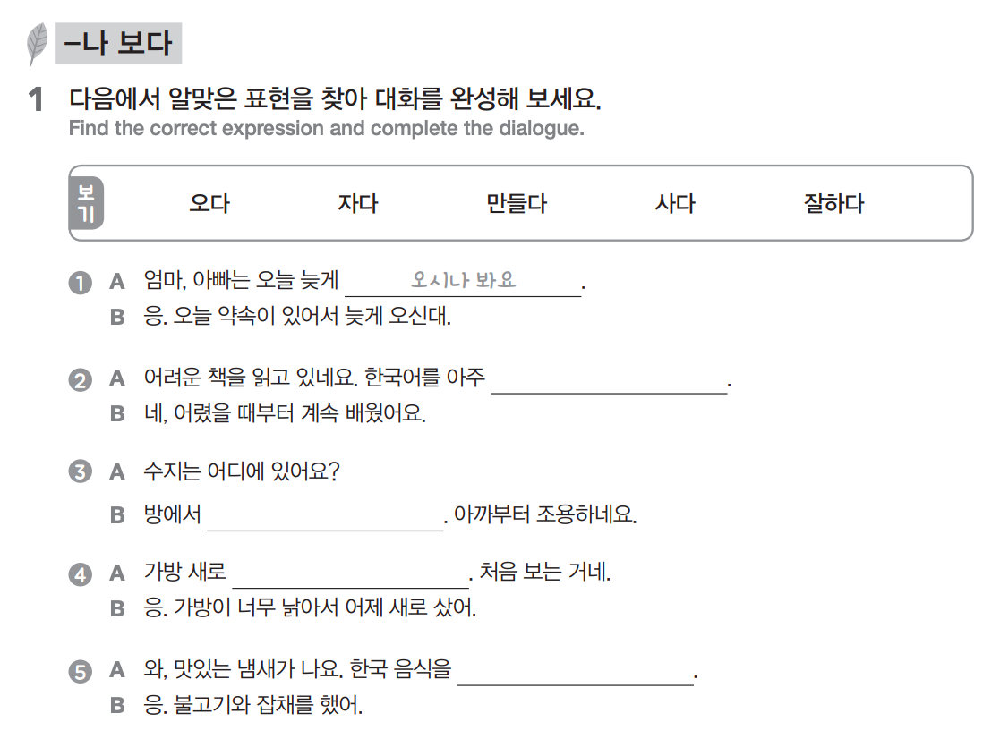 –나 보다
1 다음에서 알맞은 표현을 찾아 대화를 완성해 보세요.
Find the correct expression and complete the dialogue.
보기 오다 자다 만들다 사다 잘하다
1 A 엄마, 아빠는 오늘 늦게 오시나 봐요.
B 응. 오늘 약속이 있어서 늦게 오신대.
2 A 어려운 책을 읽고 있네요. 한국어를 아주 .
B 네, 어렸을 때부터 계속 배웠어요.
3 A 수지는 어디에 있어요?
B 방에서 . 아까부터 조용하네요.
4 A 가방 새로 . 처음 보는 거네.
B 응. 가방이 너무 낡아서 어제 새로 샀어.
5 A 와, 맛있는 냄새가 나요. 한국 음식을 .
B 응. 불고기와 잡채를 했어.